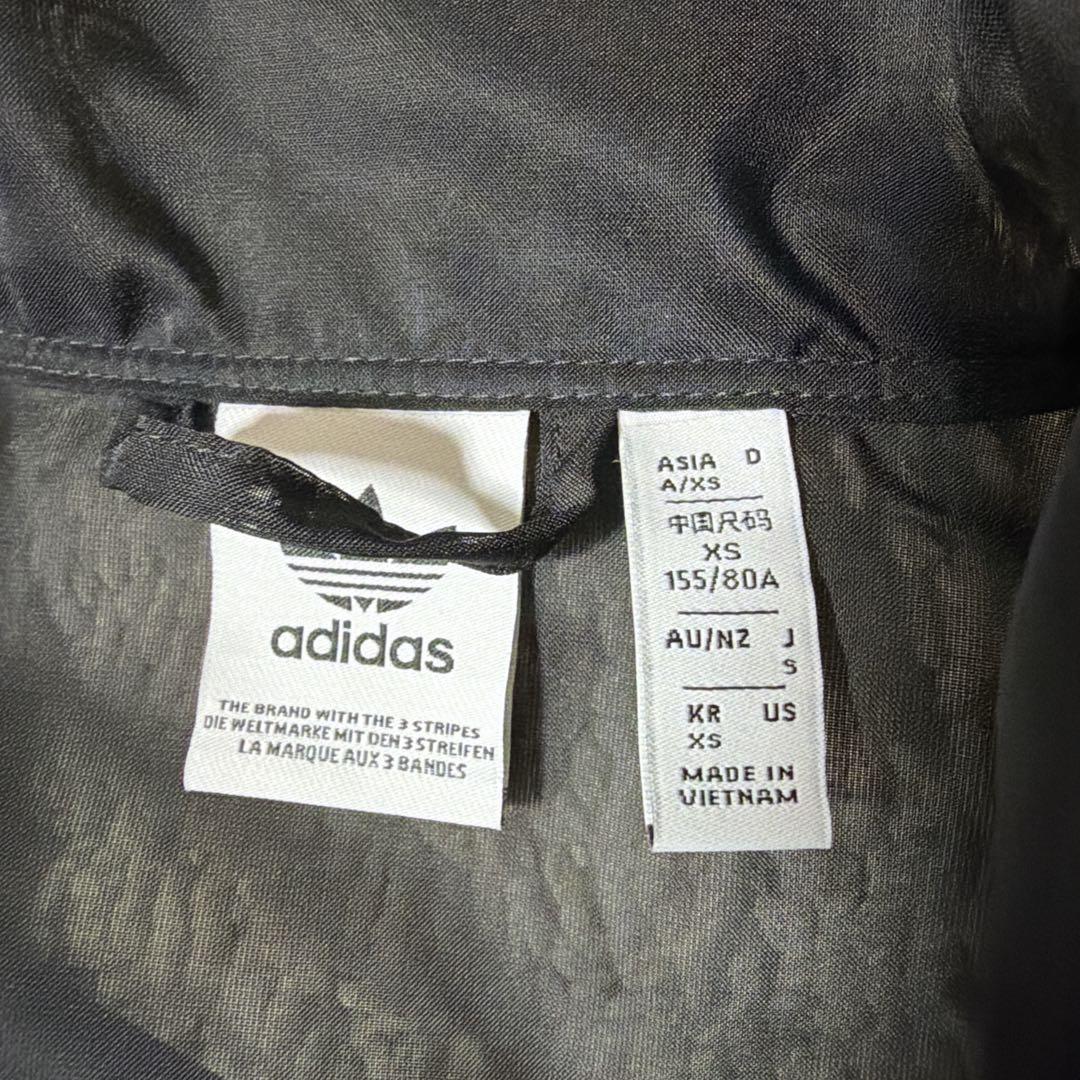 adidas
THE BRAND WITH THE 3 STRIPES
DIE WELTMARKE MIT DEN 3 STREIFEN
LA MARQUE AUX 3 BANDES
ASIA D
A/XS
中国尺码
XS
155/80A
AU/NZ J
S
KR US
XS
MADE IN
VIETNAM